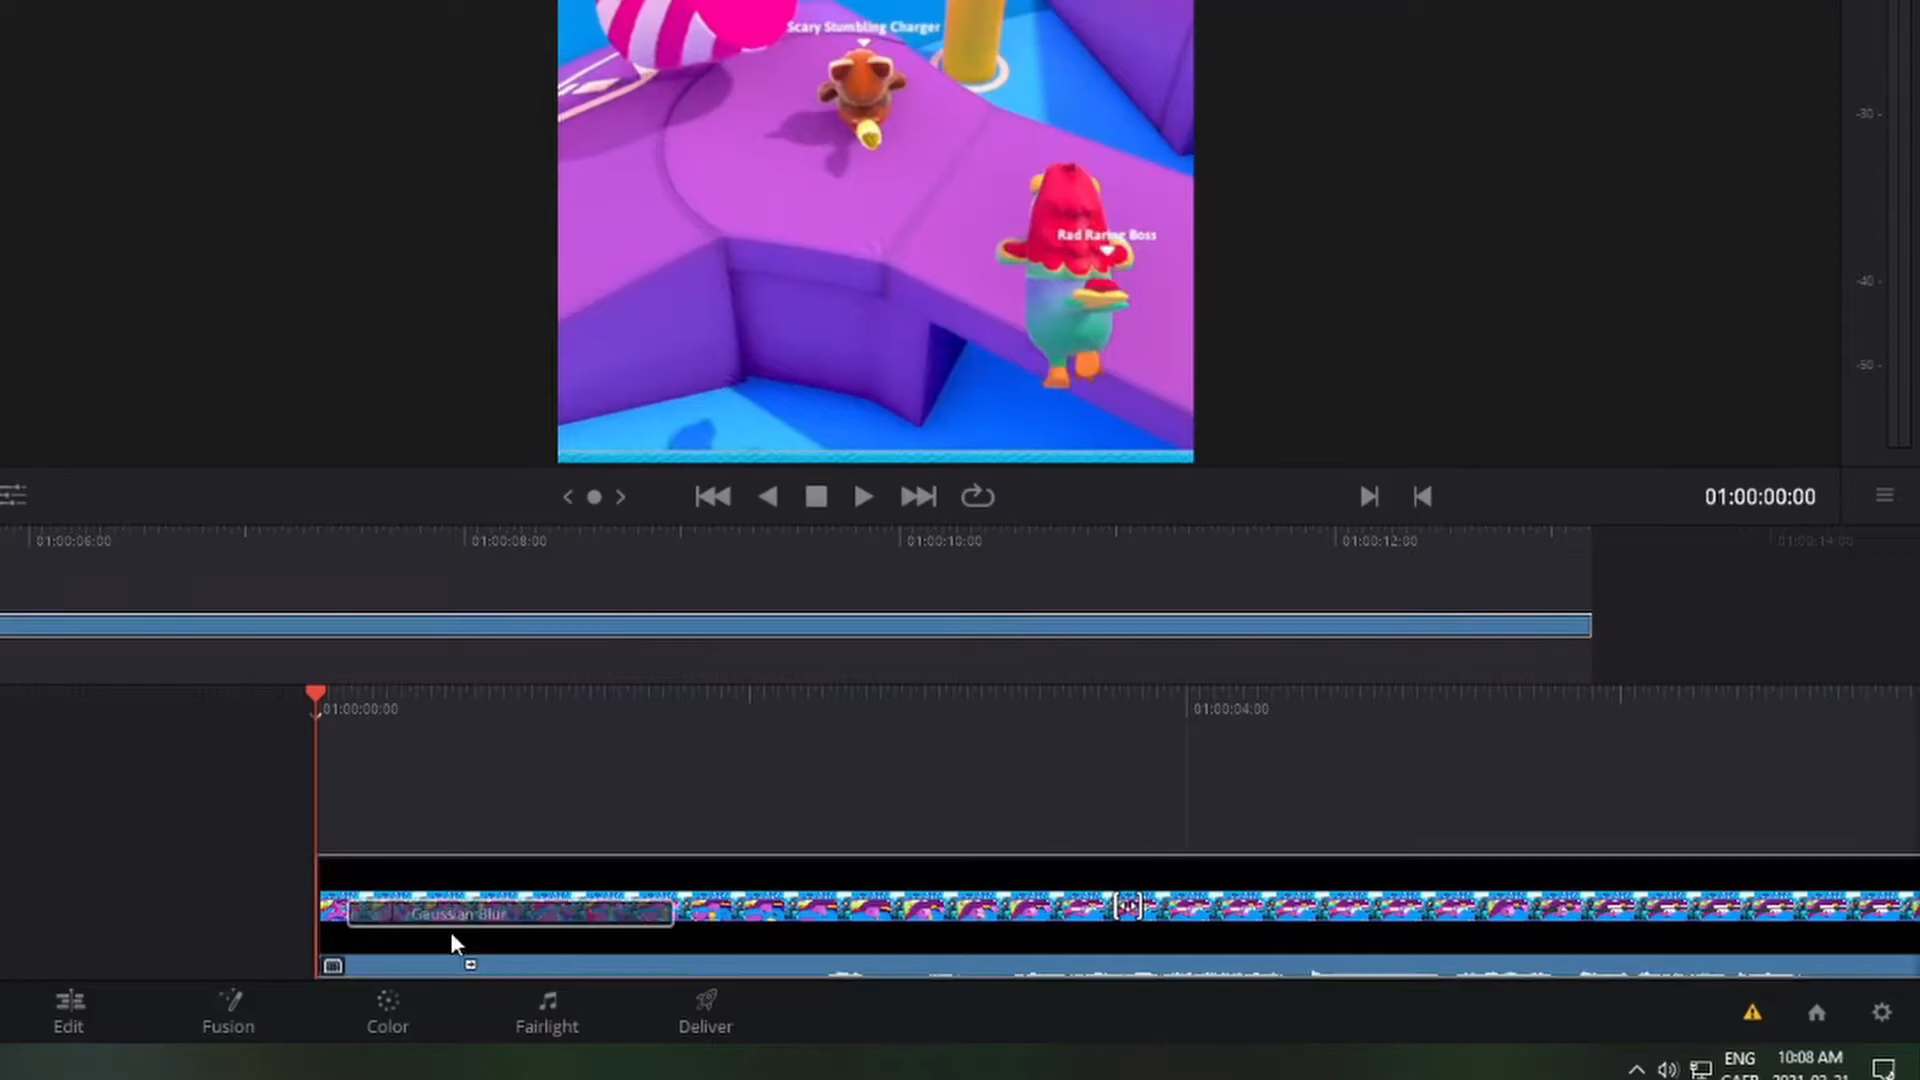 Scary Stumbling Charger
Rad Raring Boss
-30 -
-40 -
-50 -
01:00:00:00
01:00:06:00
01:00:08:00
01:00:10:00
01:00:12:00
01:00:14:00
01:00:00:00
01:00:04:00
Gaussian Blur
Edit
Fusion
Color
Fairlight
Deliver
ENG
10:08 AM